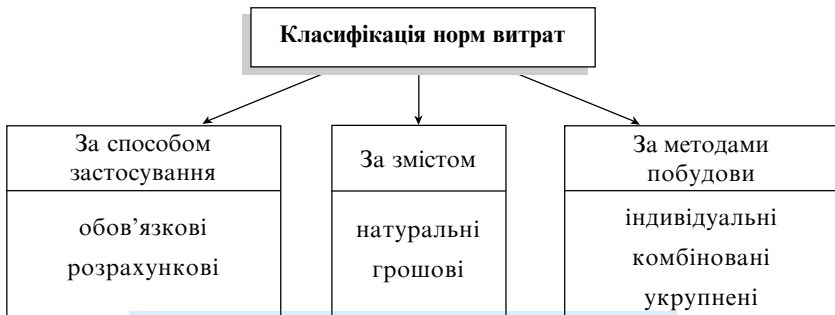 Класифікація норм витрат
За способом
застосування
обов’язкові
розрахункові
За змістом
натуральні
грошові
За методами
побудови
індивідуальні
комбіновані
укрупнені